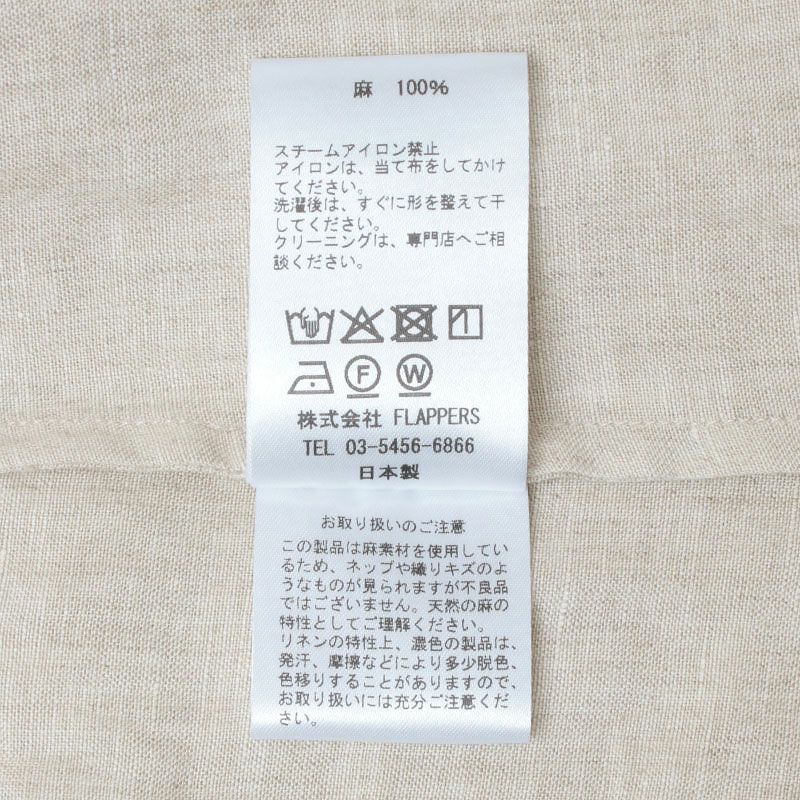 麻 100%
スチームアイロン禁止
アイロンは、当て布をしてかけ
てください。
洗濯後は、すぐに形を整えて干
してください。
クリーニングは、専門店へご相
談ください。
F W
株式会社 FLAPPERS
TEL 03-5456-6866
日本製
お取り扱いのご注意
この製品は麻素材を使用してい
るため、ネップや織りキズのよ
うなものが見られますが不良品
ではございません。天然の麻の
特性としてご理解ください。
リネンの特性上、濃色の製品は、
発汗、摩擦などにより多少脱色、
色移りすることがありますので、
お取り扱いには充分ご注意くだ
さい。